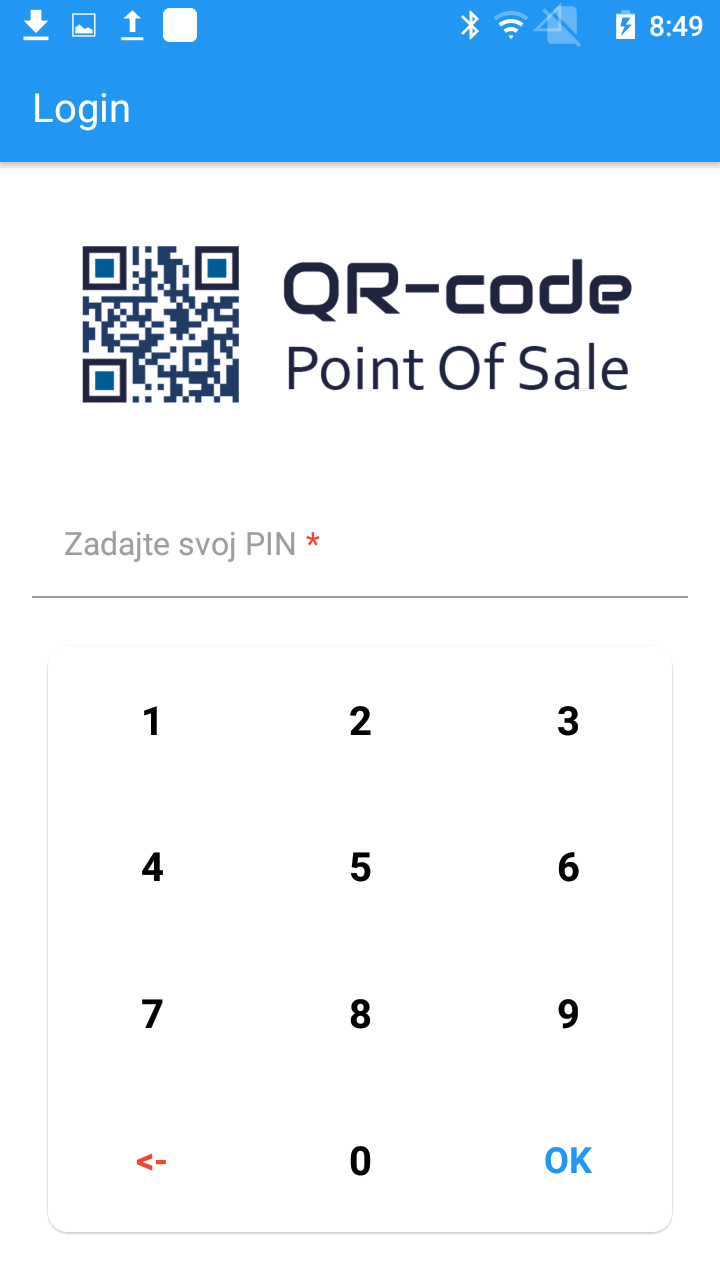 8:49
Login
QR-code
Point Of Sale
Zadajte svoj PIN *
1 2 3
4 5 6
7 8 9
<- 0 OK